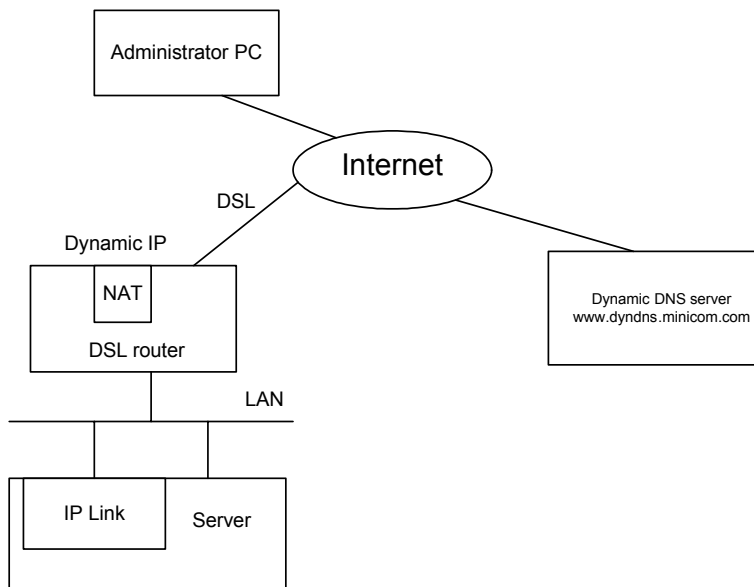 Administrator PC
Internet
DSL
Dynamic IP
NAT
DSL router
Dynamic DNS server
www.dyndns.minicom.com
LAN
IP Link
Server